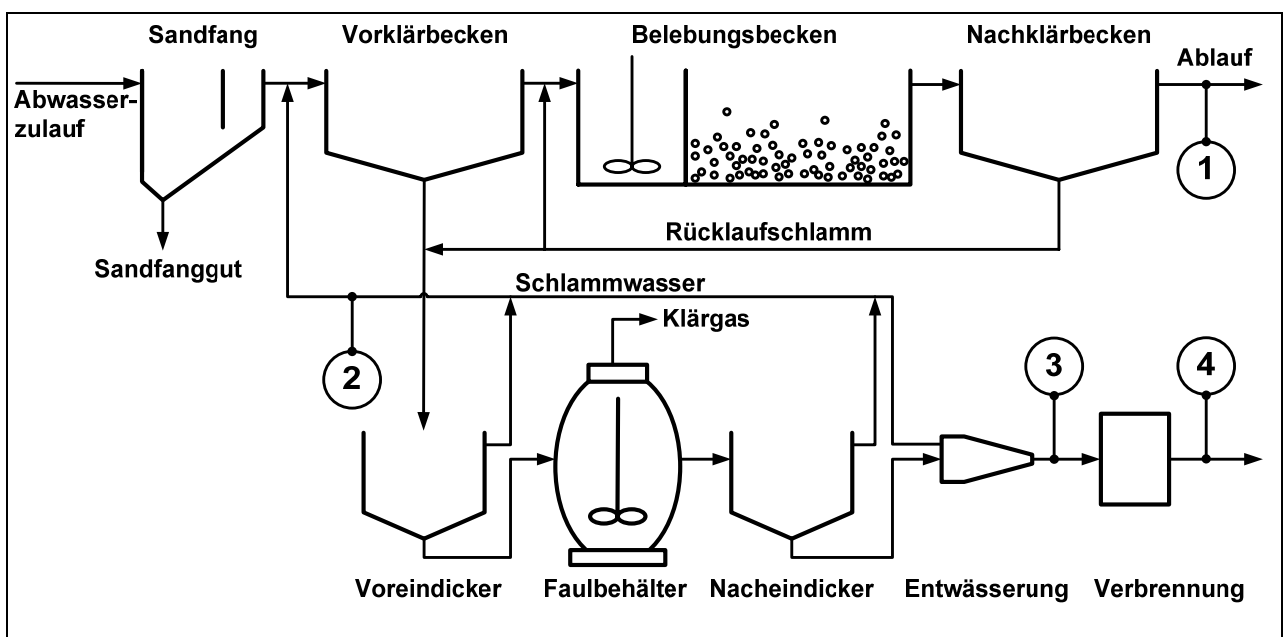 Sandfang
Vorklärbecken
Belebungsbecken
Nachklärbecken
Ablauf
Abwasser-
zulauf
1
Rücklaufschlamm
Sandfanggut
Schlammwasser
Klärgas
2
3
4
Voreindicker
Faulbehälter
Nacheindicker
Entwässerung
Verbrennung